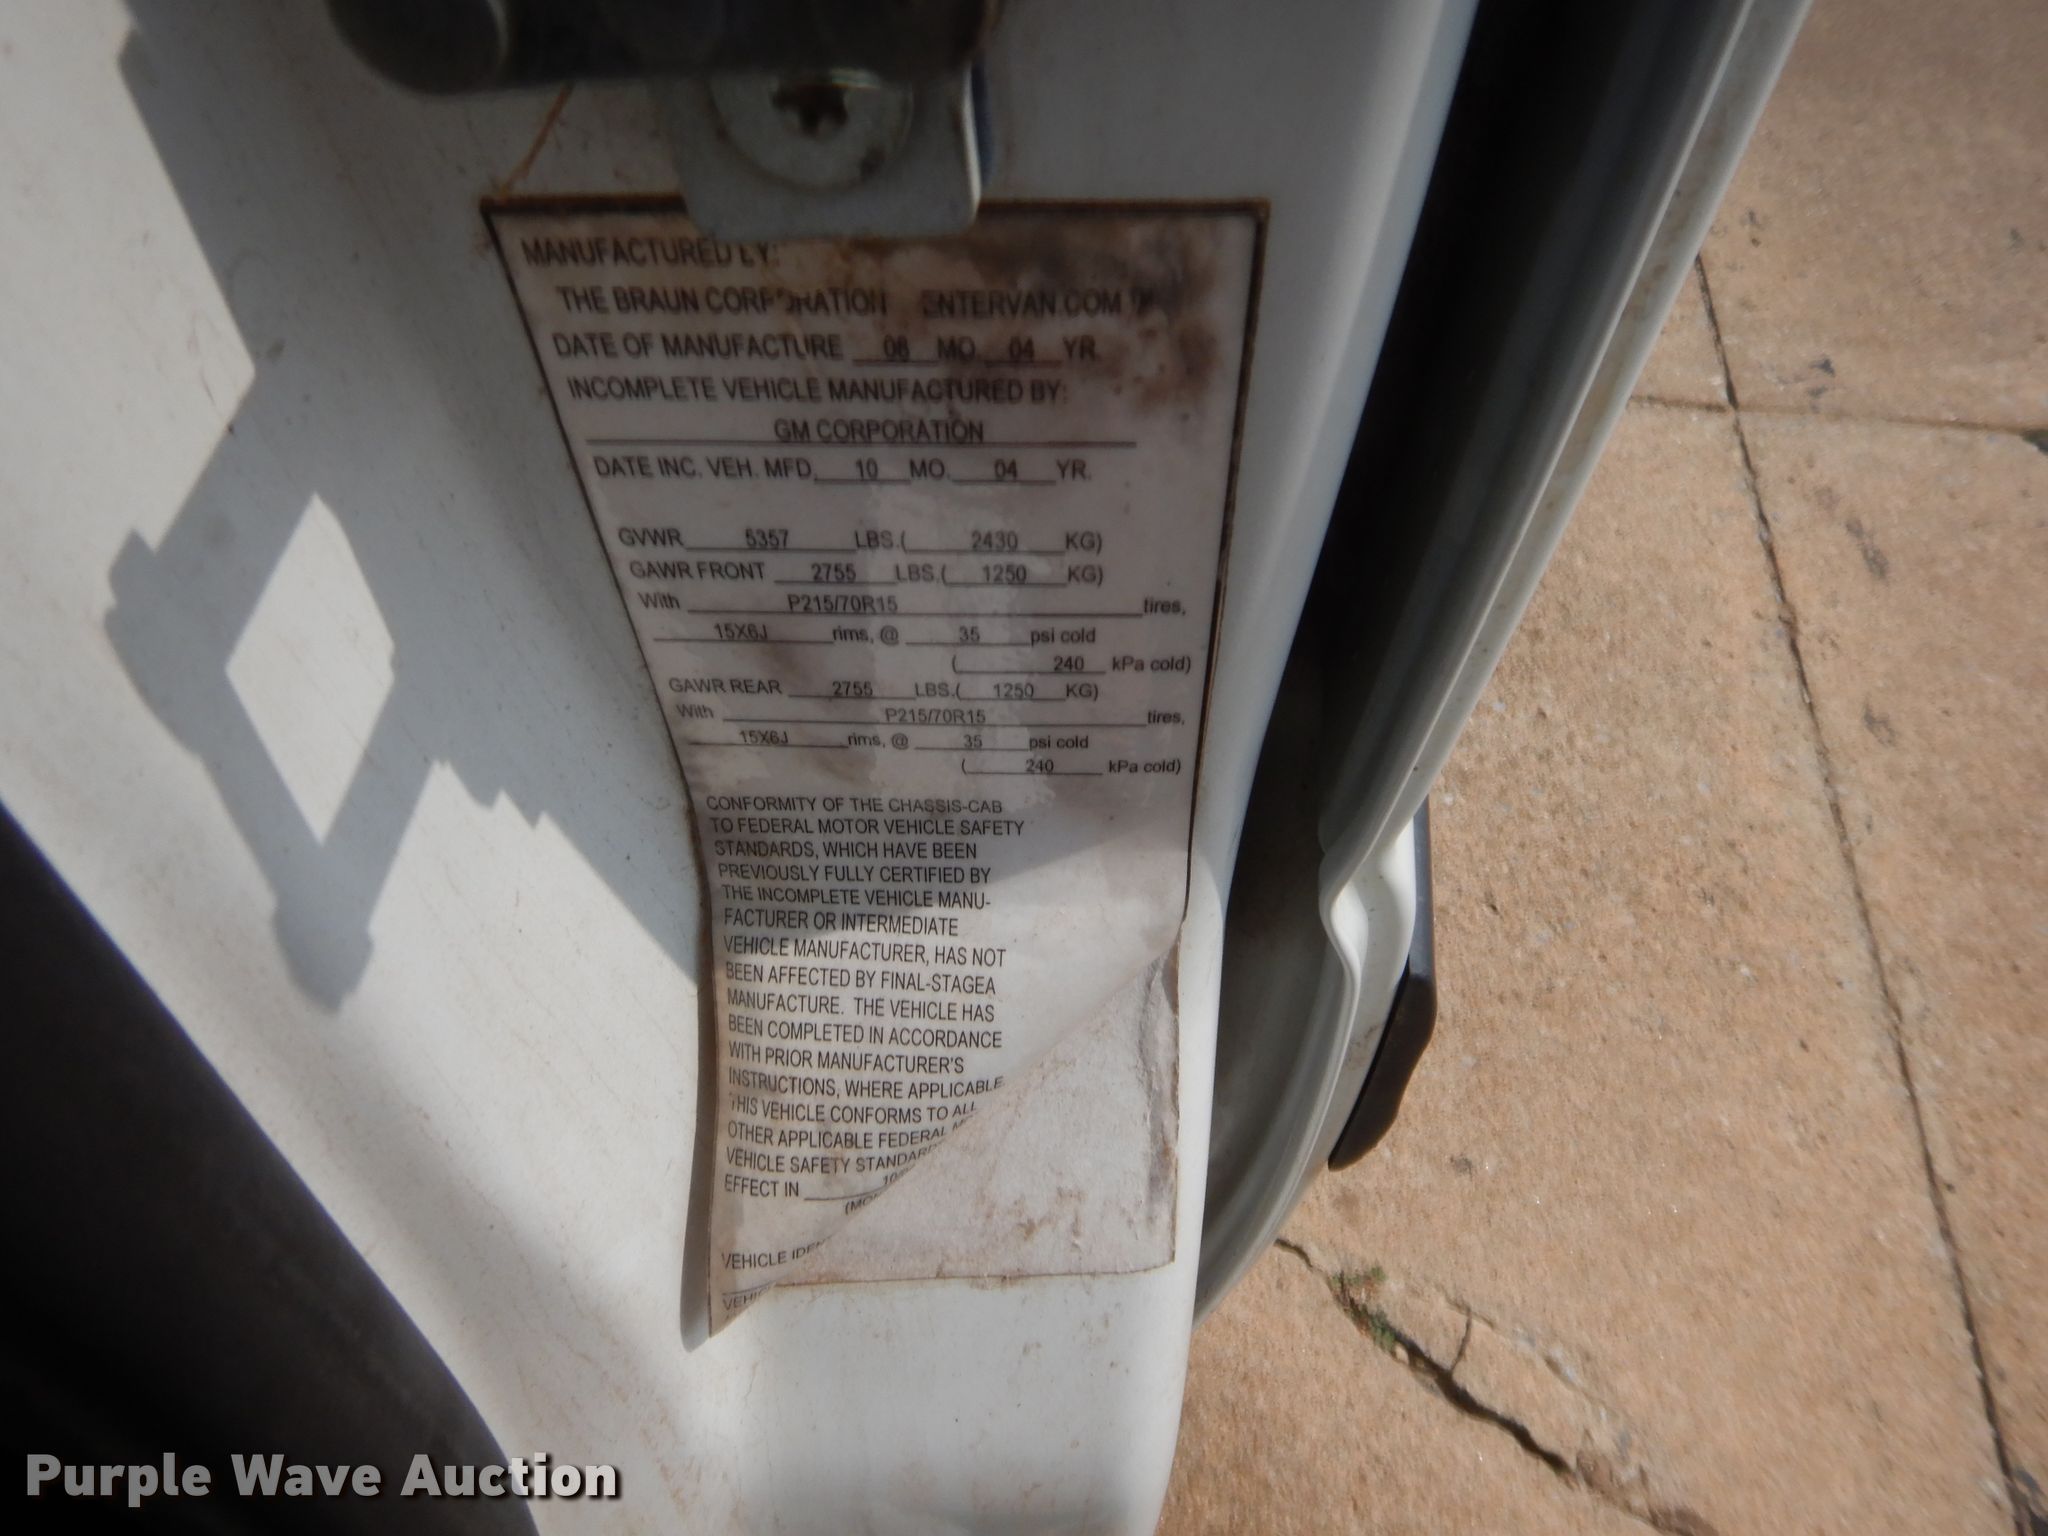 MANUFACTURED BY:
THE BRAUN CORPORATION ENTERVAN.COM
DATE OF MANUFACTURE 06 MO. 04 YR.
INCOMPLETE VEHICLE MANUFACTURED BY:
GM CORPORATION
DATE INC. VEH. MFD. 10 MO. 04 YR.
GVWR 5357 LBS.( 2430 KG)
GAWR FRONT 2755 LBS.( 1250 KG)
With P215/70R15 tires,
15X6J rims, @ 35 psi cold
( 240 kPa cold)
GAWR REAR 2755 LBS.( 1250 KG)
With P215/70R15 tires,
15X6J rims, @ 35 psi cold
( 240 kPa cold)
CONFORMITY OF THE CHASSIS-CAB
TO FEDERAL MOTOR VEHICLE SAFETY
STANDARDS, WHICH HAVE BEEN
PREVIOUSLY FULLY CERTIFIED BY
THE INCOMPLETE VEHICLE MANU-
FACTURER OR INTERMEDIATE
VEHICLE MANUFACTURER, HAS NOT
BEEN AFFECTED BY FINAL-STAGEA
MANUFACTURE. THE VEHICLE HAS
BEEN COMPLETED IN ACCORDANCE
WITH PRIOR MANUFACTURER'S
INSTRUCTIONS, WHERE APPLICABLE.
THIS VEHICLE CONFORMS TO ALL
OTHER APPLICABLE FEDERAL
VEHICLE SAFETY
EFFECT IN
VEHICLE
Purple Wave Auction